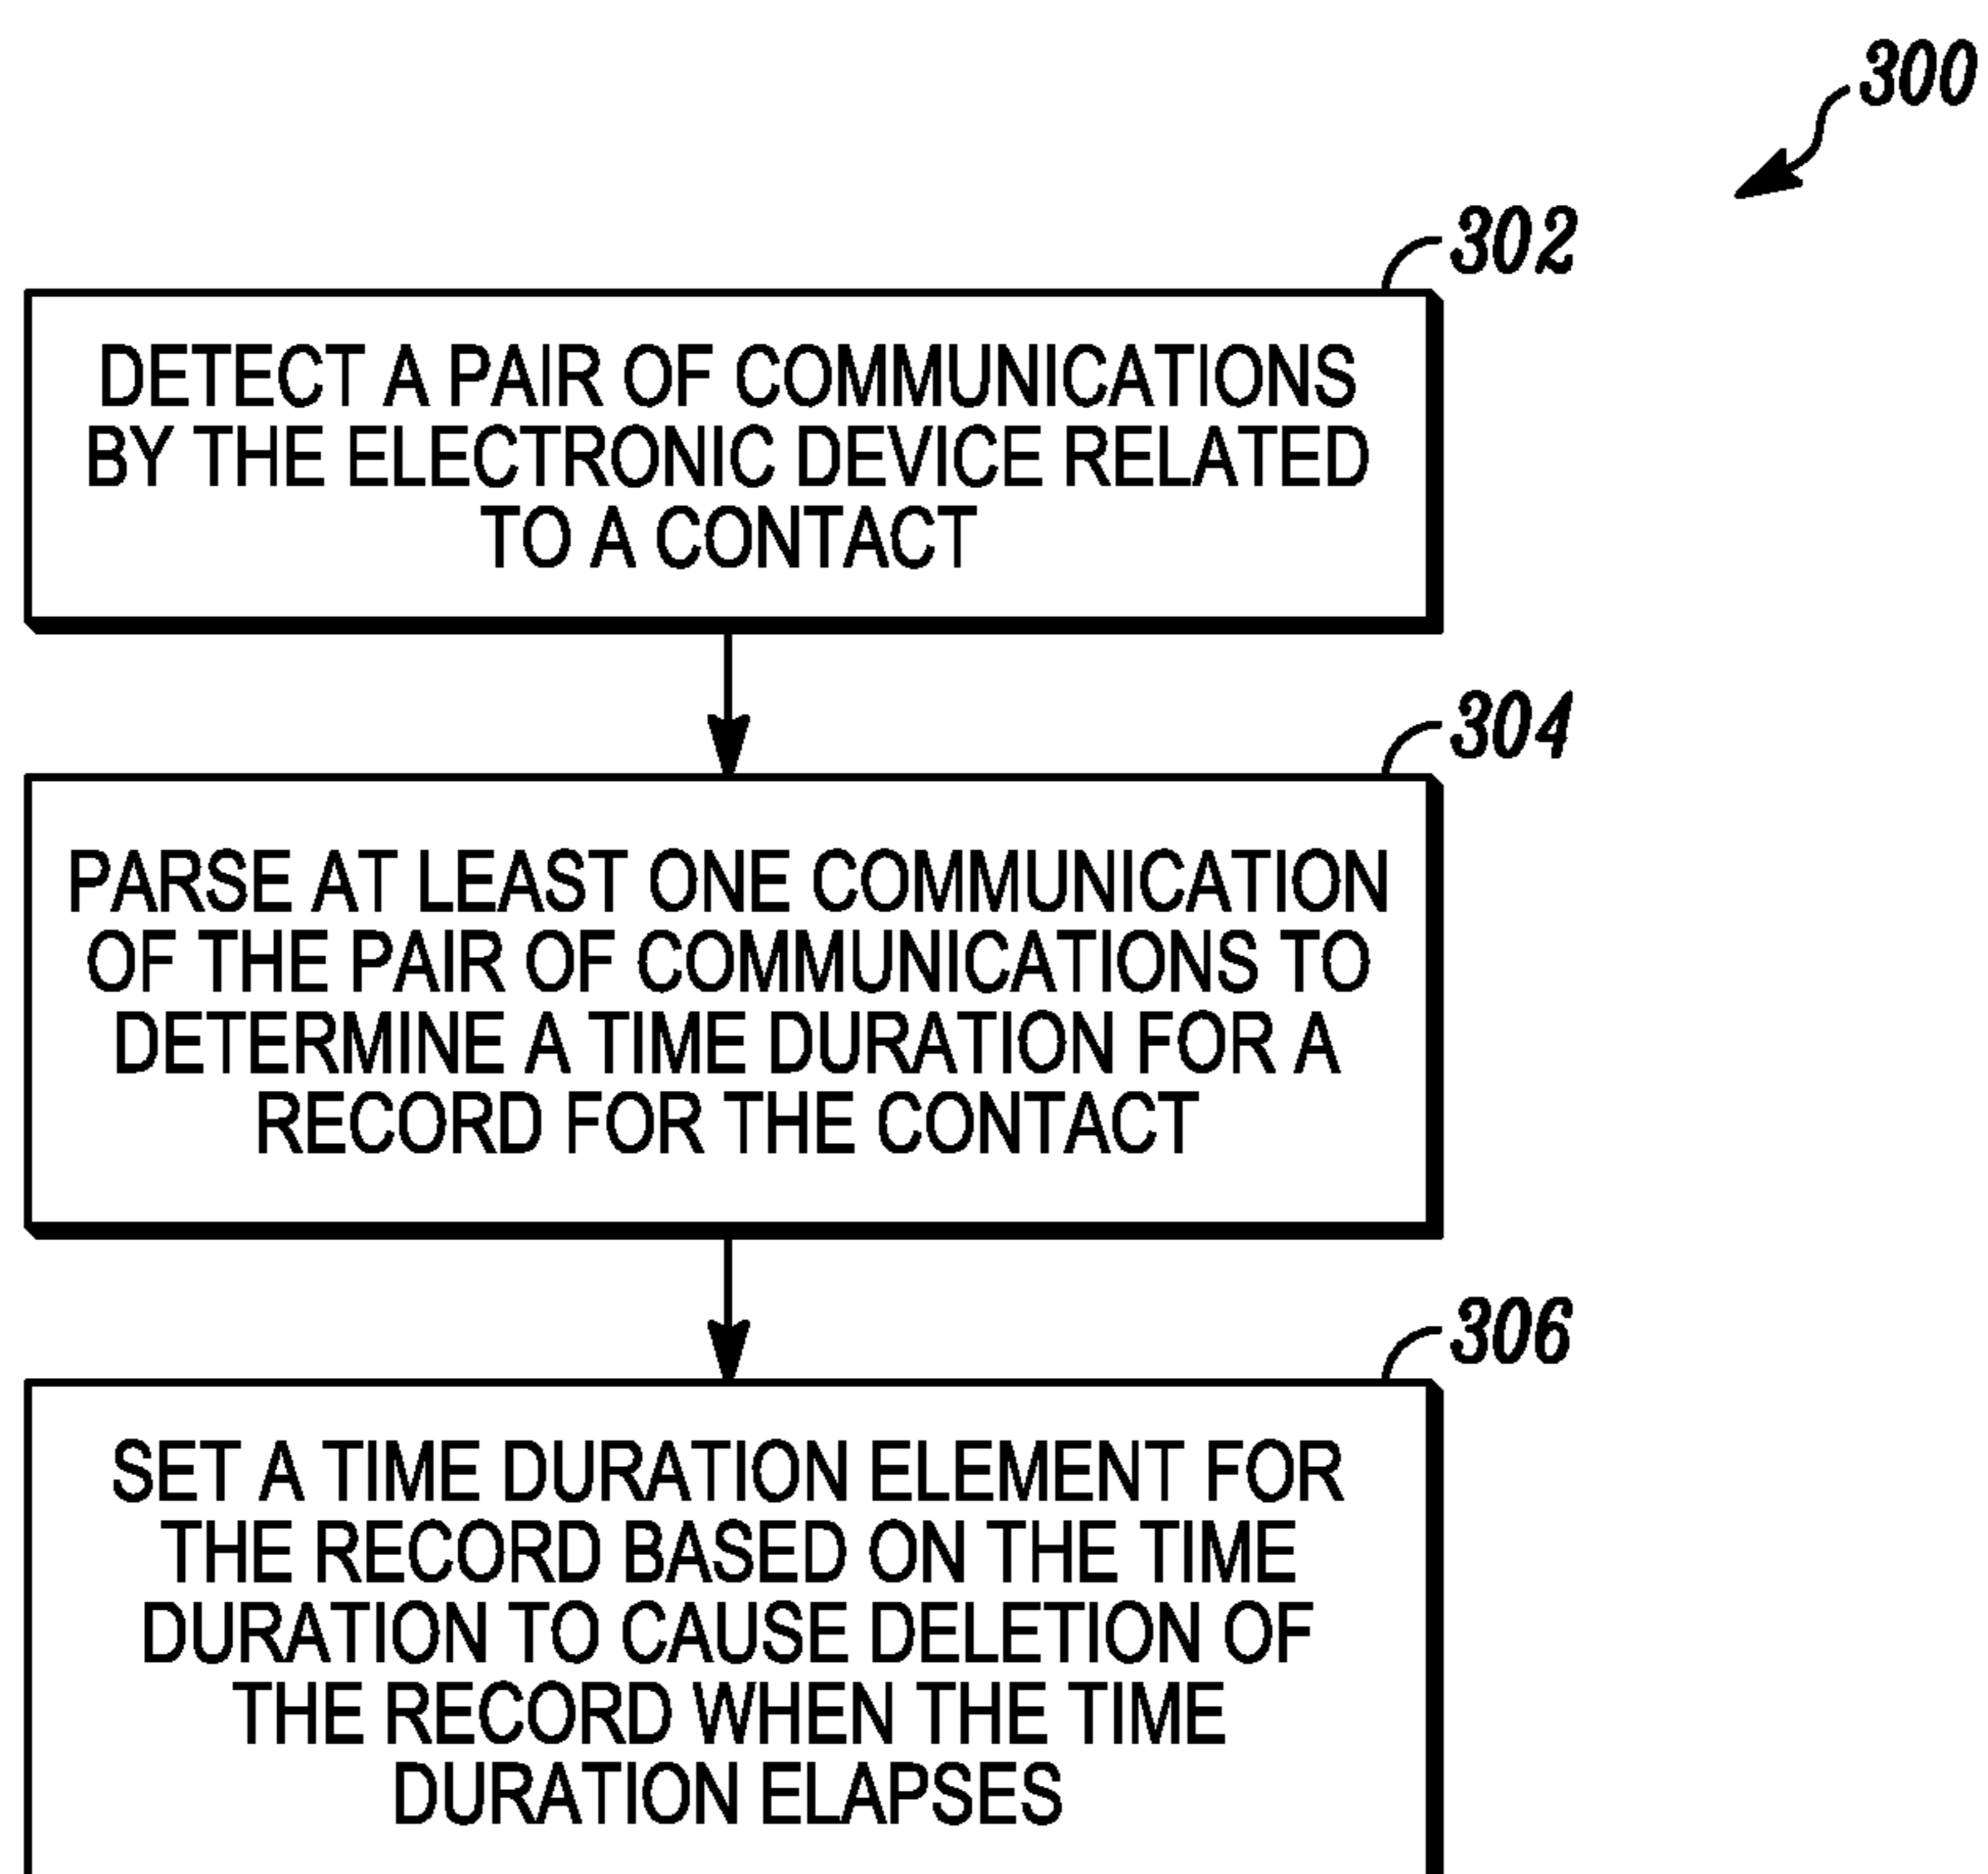 300
302
DETECT A PAIR OF COMMUNICATIONS
BY THE ELECTRONIC DEVICE RELATED
TO A CONTACT
304
PARSE AT LEAST ONE COMMUNICATION
OF THE PAIR OF COMMUNICATIONS TO
DETERMINE A TIME DURATION FOR A
RECORD FOR THE CONTACT
306
SET A TIME DURATION ELEMENT FOR
THE RECORD BASED ON THE TIME
DURATION TO CAUSE DELETION OF
THE RECORD WHEN THE TIME
DURATION ELAPSES